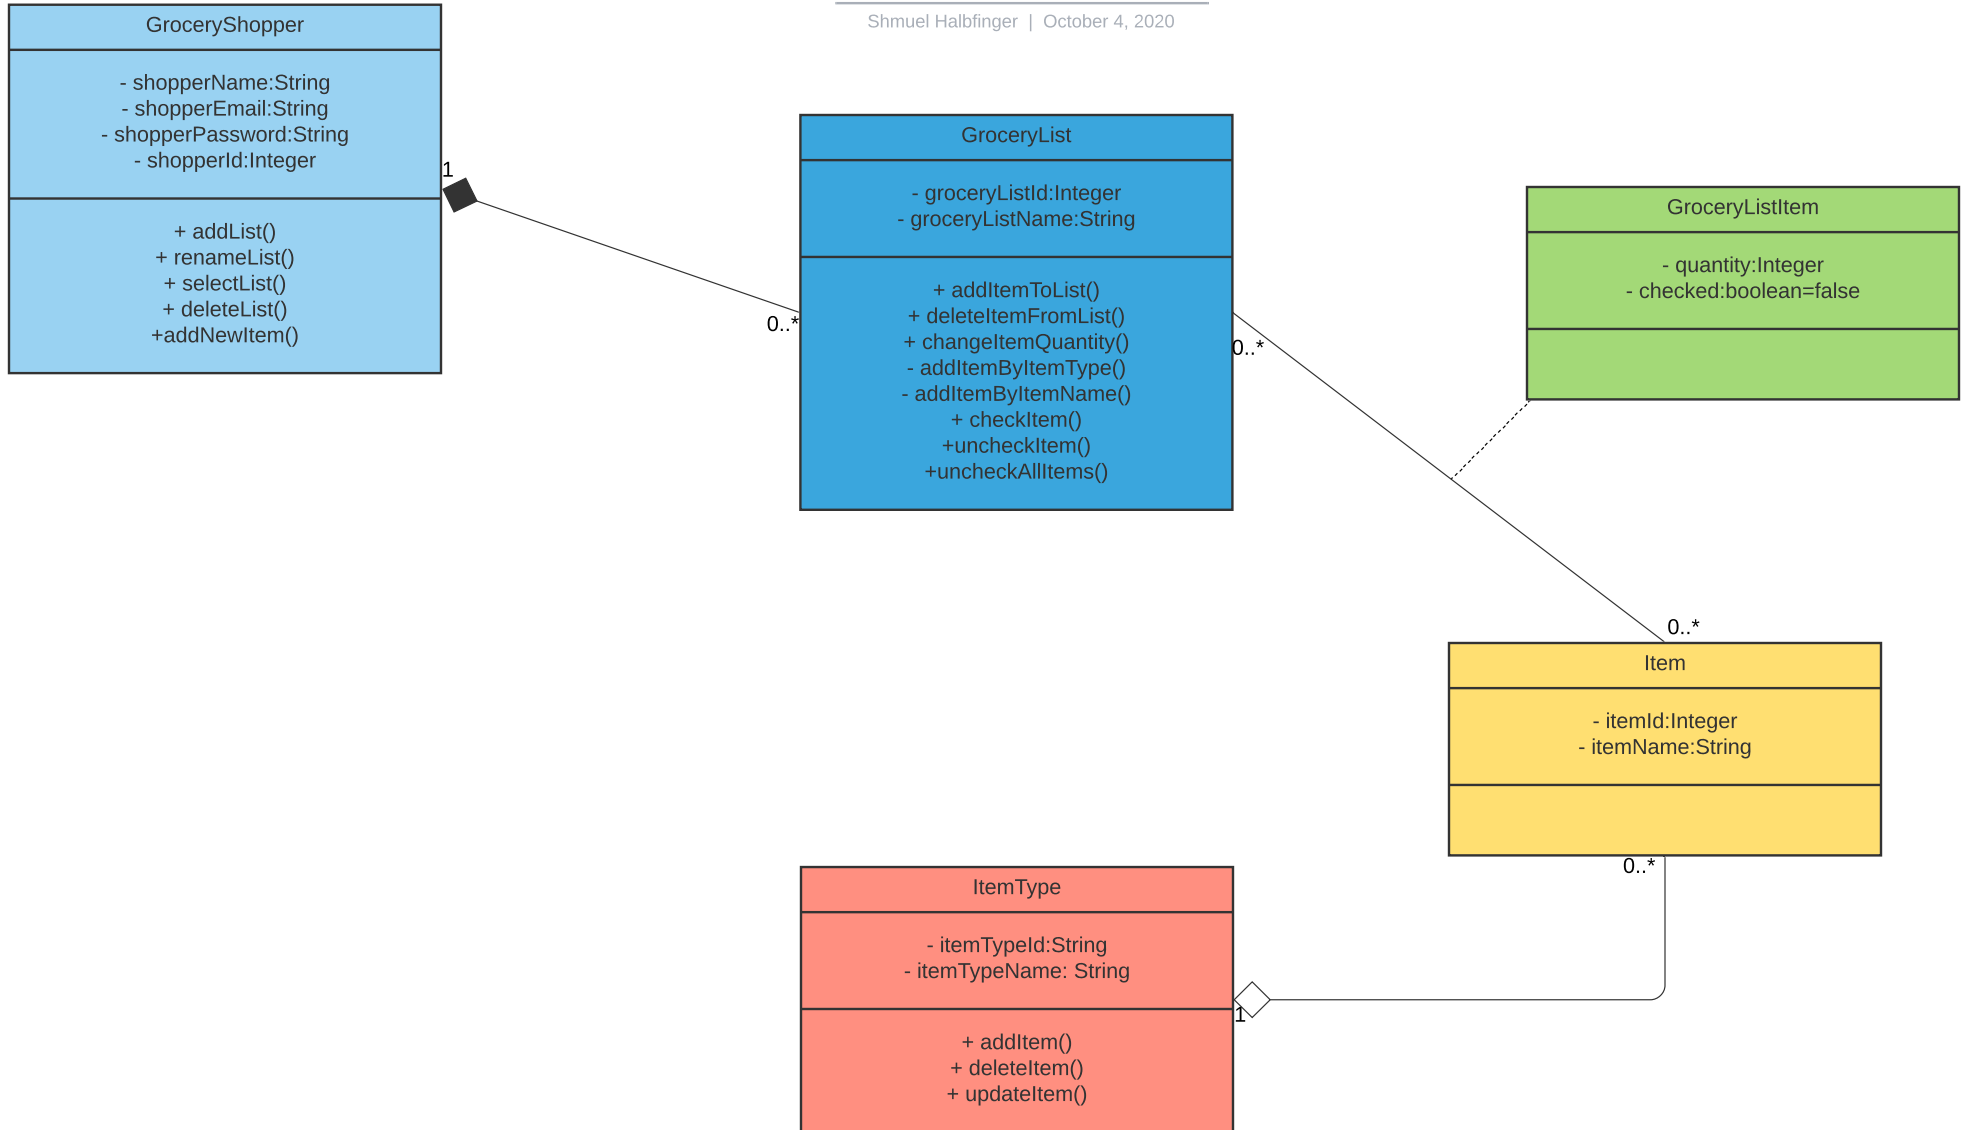 Shmuel Halbfinger | October 4, 2020
GroceryShopper
- shopperName:String
- shopperEmail:String
- shopperPassword:String
- shopperId:Integer
+ addList()
+ renameList()
+ selectList()
+ deleteList()
+addNewItem()
1
0..*
GroceryList
- groceryListId:Integer
- groceryListName:String
+ addItemToList()
+ deleteItemFromList()
+ changeItemQuantity()
- addItemByItemType()
- addItemByItemName()
+ checkItem()
+uncheckItem()
+uncheckAllItems()
0..*
GroceryListItem
- quantity:Integer
- checked:boolean=false
0..*
Item
- itemId:Integer
- itemName:String
0..*
ItemType
- itemTypeId:String
- itemTypeName: String
+ addItem()
+ deleteItem()
+ updateItem()
1